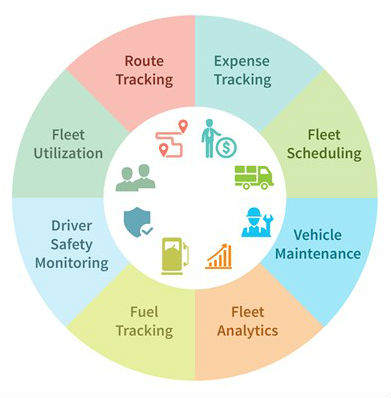 Route
Tracking
Expense
Tracking
Fleet
Scheduling
Vehicle
Maintenance
Fleet
Analytics
Fuel
Tracking
Driver
Safety
Monitoring
Fleet
Utilization
$